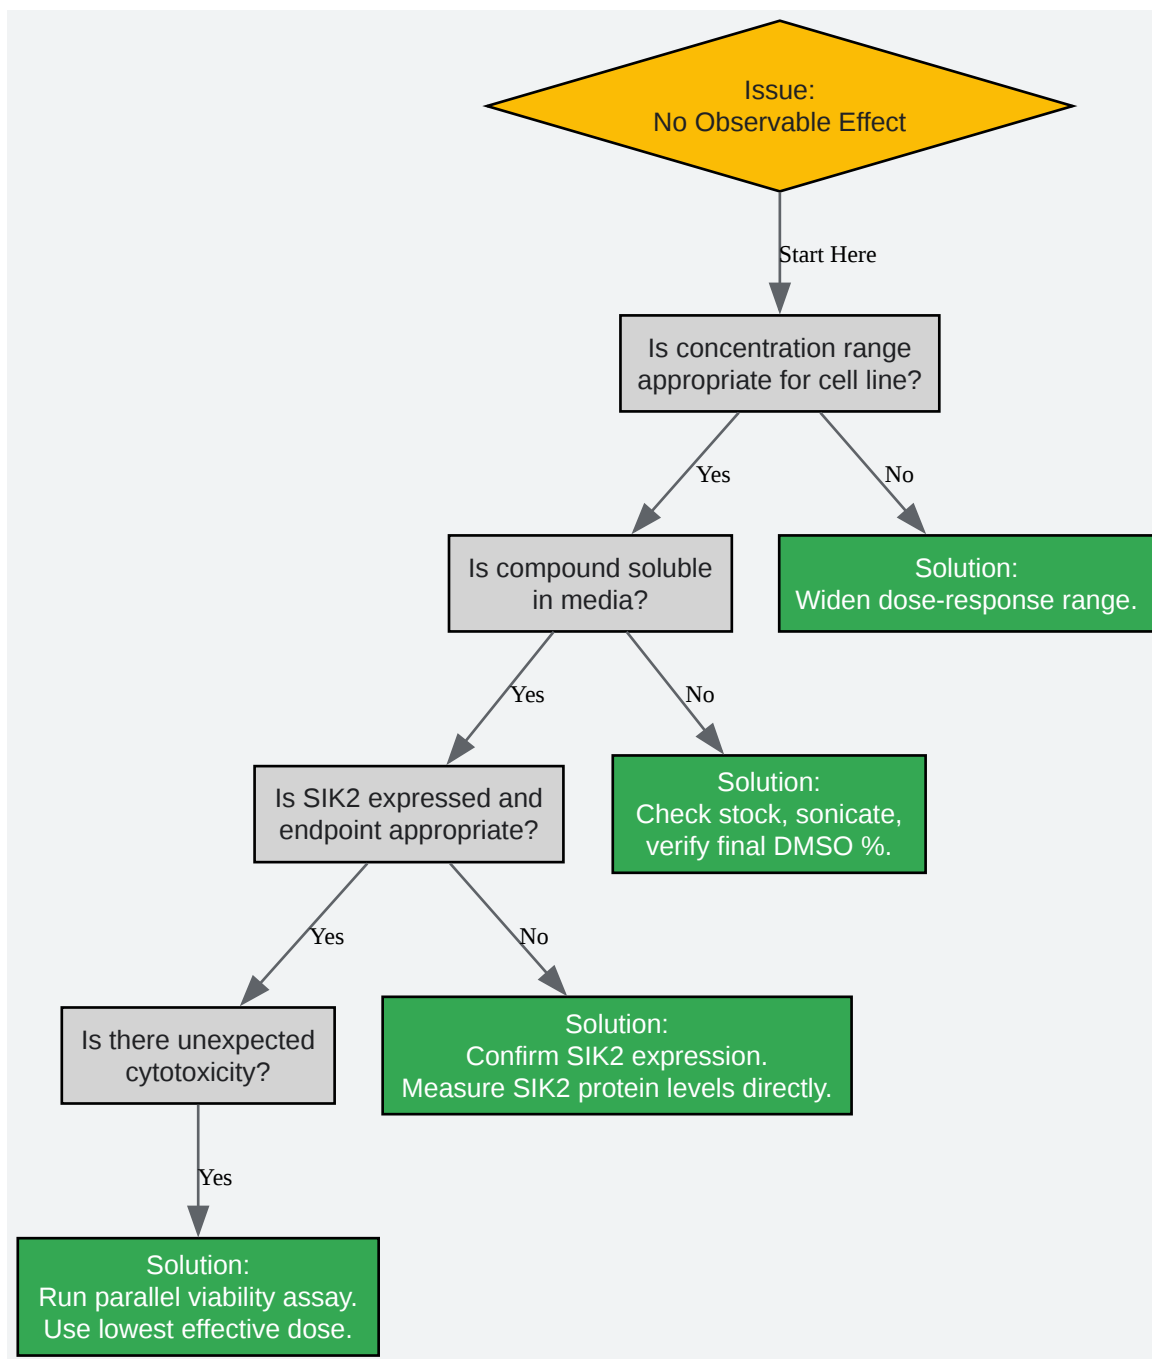 Issue:
No Observable Effect
Start Here
Is concentration range
appropriate for cell line?
Yes
No
Is compound soluble
in media?
Solution:
Widen dose-response range.
Yes
No
Is SIK2 expressed and
endpoint appropriate?
Solution:
Check stock, sonicate,
verify final DMSO %.
Yes
No
Is there unexpected
cytotoxicity?
Solution:
Confirm SIK2 expression.
Measure SIK2 protein levels directly.
Yes
Solution:
Run parallel viability assay.
Use lowest effective dose.